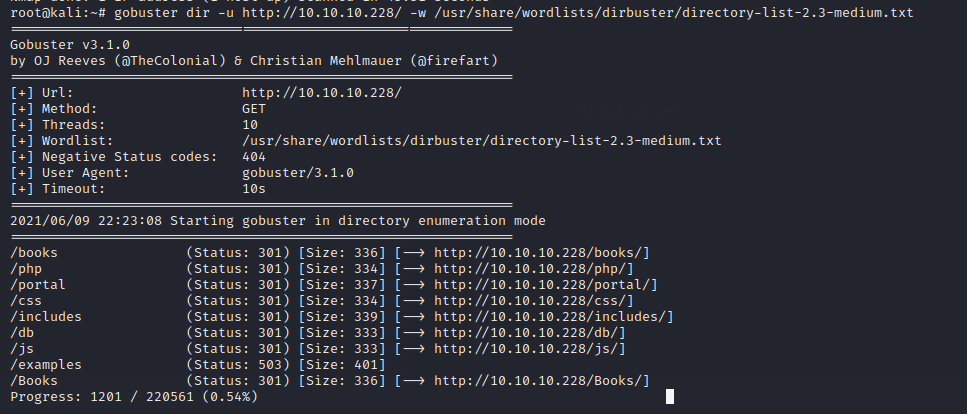 root@kali:~# gobuster dir -u http://10.10.10.228/ -w /usr/share/wordlists/dirbuster/directory-list-2.3-medium.txt
===============================================================
Gobuster v3.1.0
by OJ Reeves (@TheColonial) & Christian Mehlmauer (@firefart)
===============================================================
[+] Url:                     http://10.10.10.228/
[+] Method:                  GET
[+] Threads:                 10
[+] Wordlist:                /usr/share/wordlists/dirbuster/directory-list-2.3-medium.txt
[+] Negative Status codes:   404
[+] User Agent:              gobuster/3.1.0
[+] Timeout:                 10s
===============================================================
2021/06/09 22:23:08 Starting gobuster in directory enumeration mode
===============================================================
/books                (Status: 301) [Size: 336] [--> http://10.10.10.228/books/]
/php                  (Status: 301) [Size: 334] [--> http://10.10.10.228/php/]
/portal               (Status: 301) [Size: 337] [--> http://10.10.10.228/portal/]
/css                  (Status: 301) [Size: 334] [--> http://10.10.10.228/css/]
/includes             (Status: 301) [Size: 339] [--> http://10.10.10.228/includes/]
/db                   (Status: 301) [Size: 333] [--> http://10.10.10.228/db/]
/js                   (Status: 301) [Size: 333] [--> http://10.10.10.228/js/]
/examples             (Status: 503) [Size: 401]
/Books                (Status: 301) [Size: 336] [--> http://10.10.10.228/Books/]
Progress: 1201 / 220561 (0.54%)